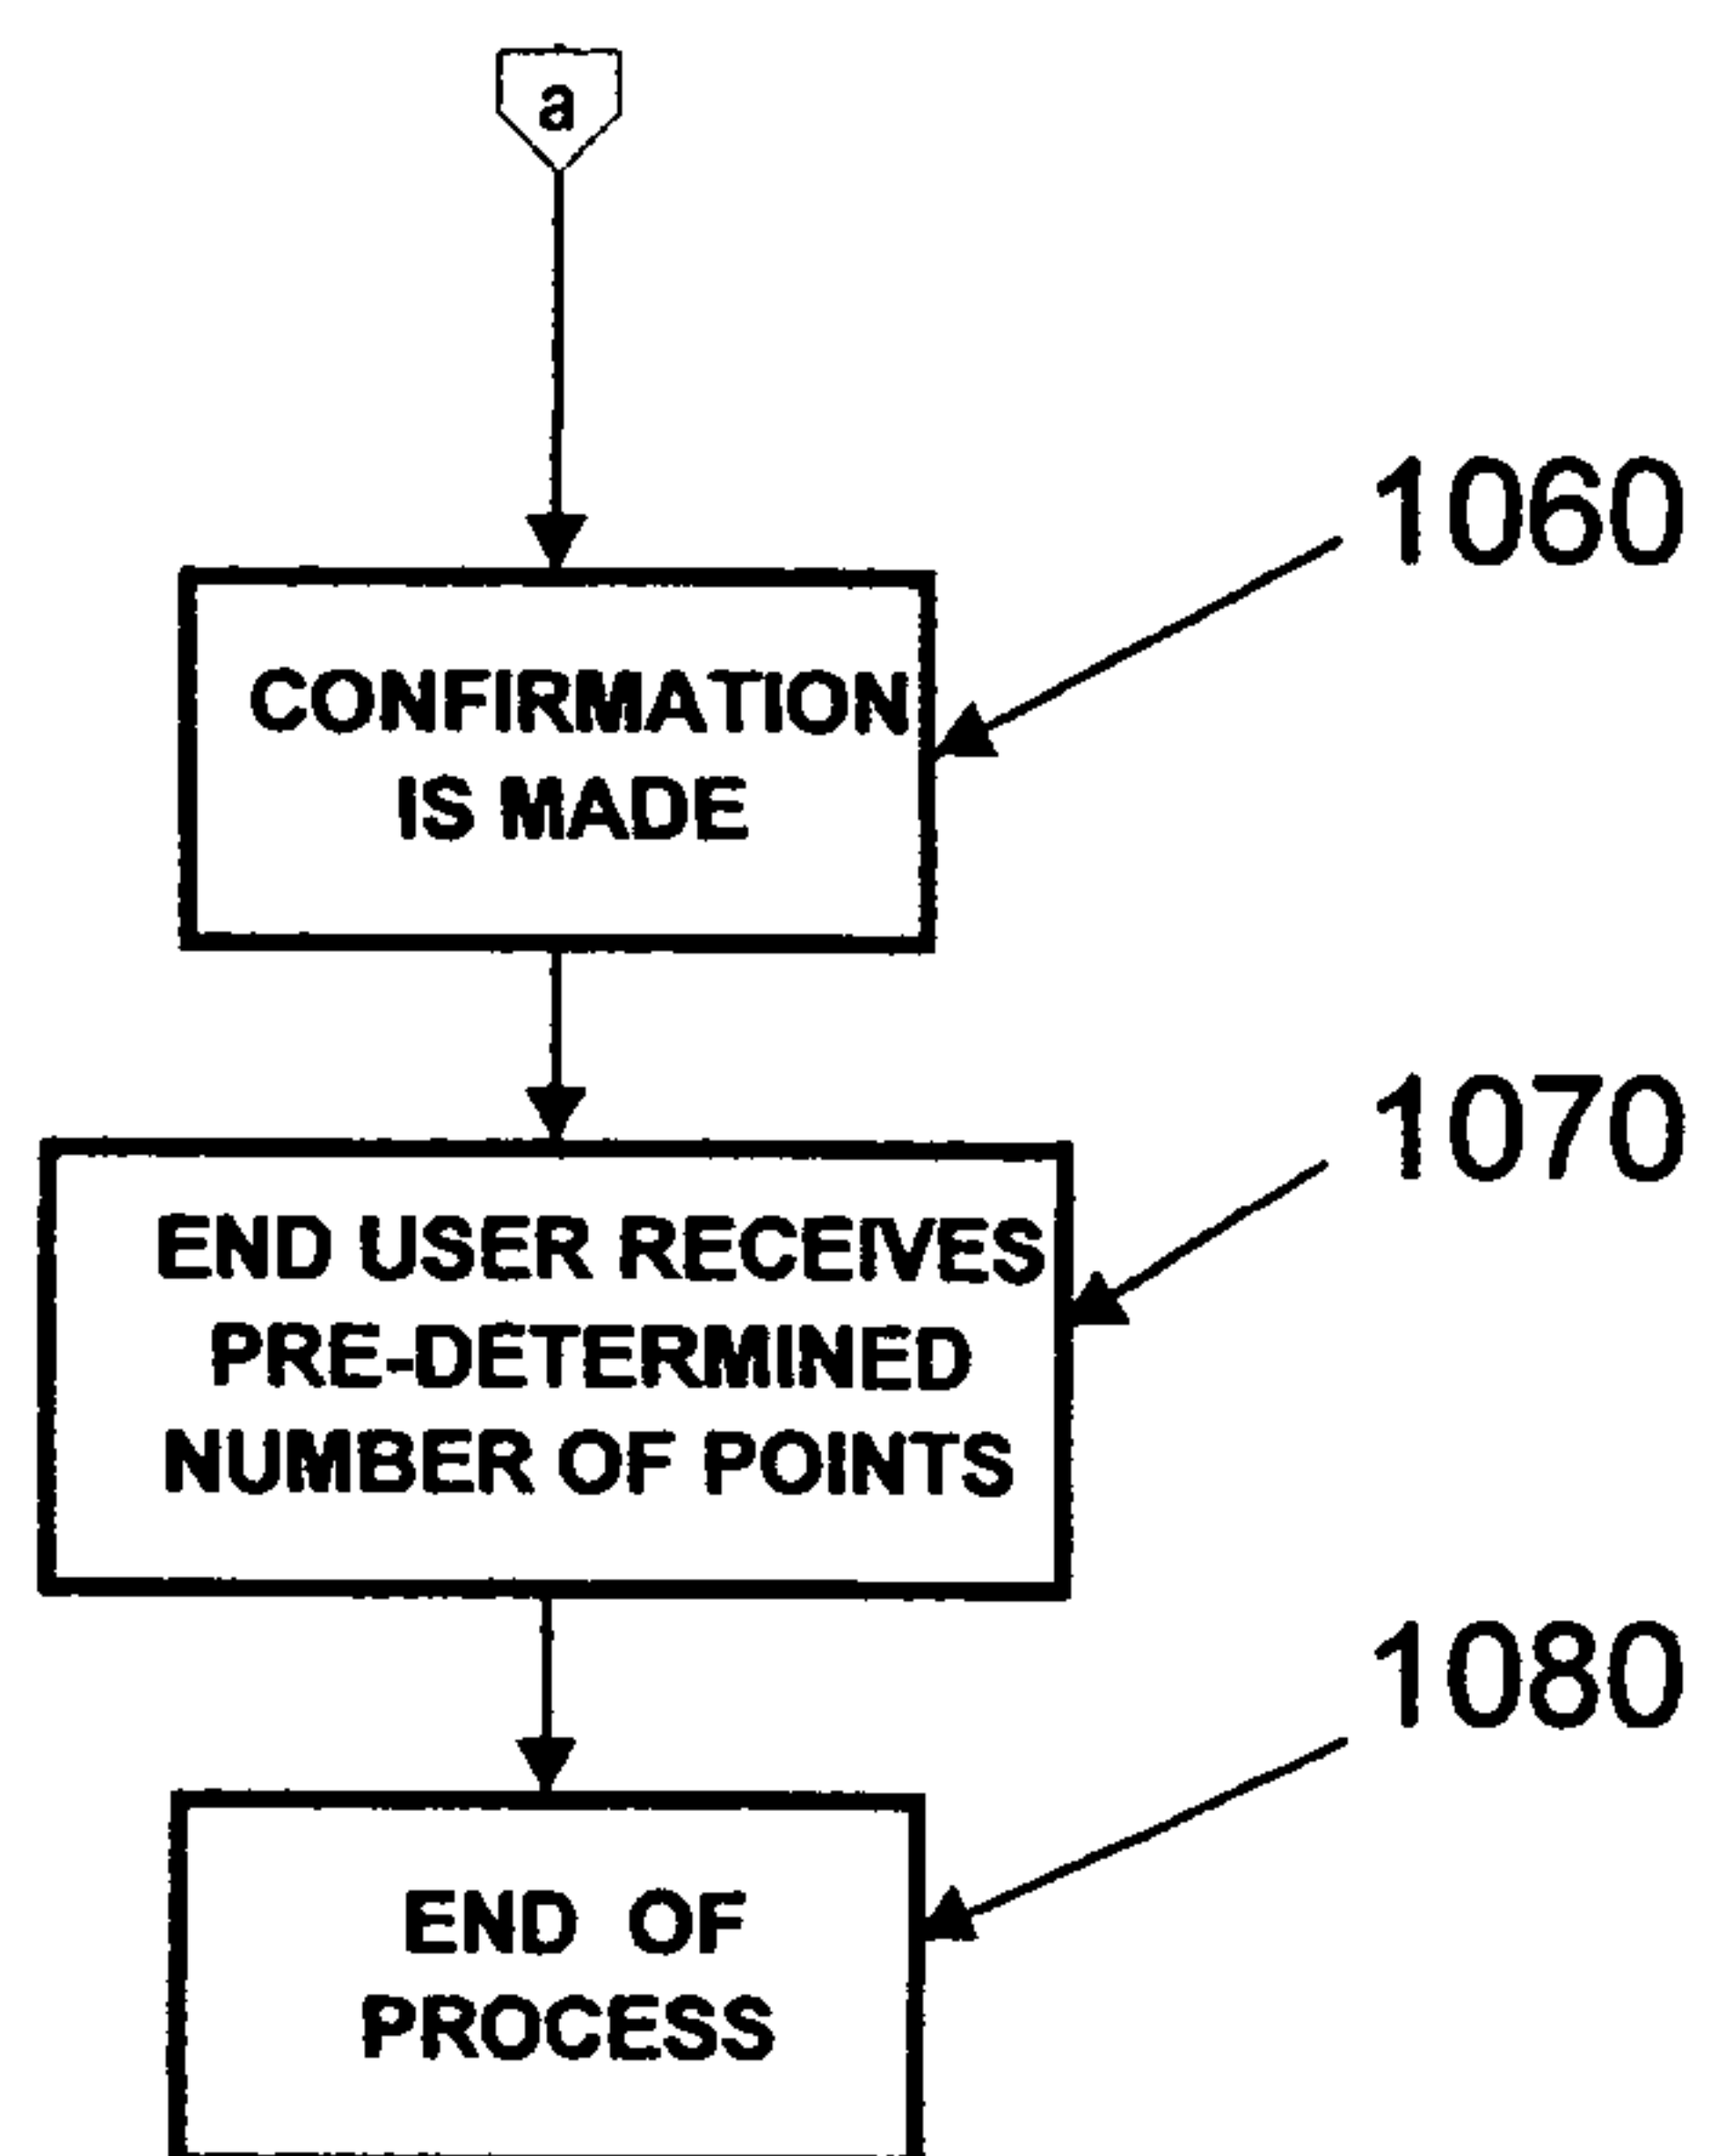 a
1060
CONFIRMATION
IS MADE
1070
END USER RECEIVES
PRE-DETERMINED
NUMBER OF POINTS
1080
END OF
PROCESS